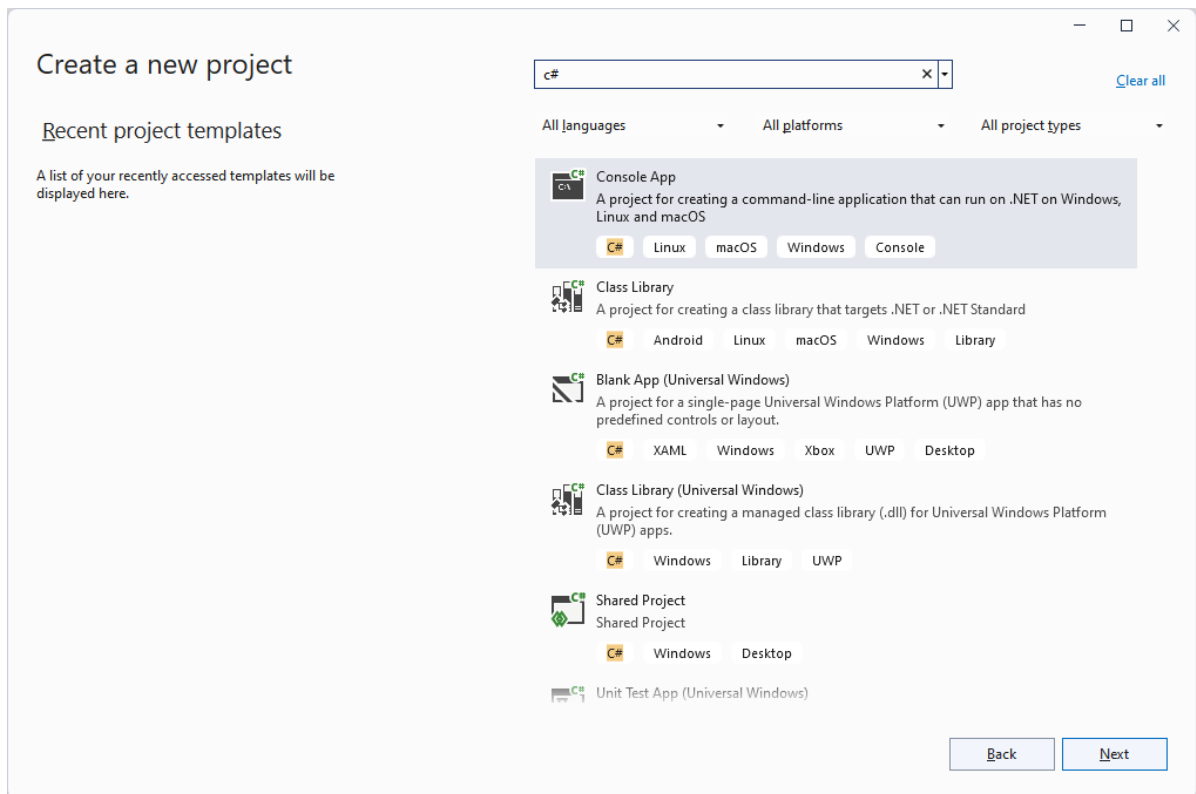 Create a new project
Recent project templates
A list of your recently accessed templates will be
displayed here.
c#
Clear all
All languages
All platforms
All project types
C#
C:\
Console App
A project for creating a command-line application that can run on .NET on Windows,
Linux and macOS
C# Linux macOS Windows Console
C#
Class Library
A project for creating a class library that targets .NET or .NET Standard
C# Android Linux macOS Windows Library
C#
Blank App (Universal Windows)
A project for a single-page Universal Windows Platform (UWP) app that has no
predefined controls or layout.
C# XAML Windows Xbox UWP Desktop
C#
Class Library (Universal Windows)
A project for creating a managed class library (.dll) for Universal Windows Platform
(UWP) apps.
C# Windows Library UWP
C#
Shared Project
Shared Project
C# Windows Desktop
C#
Unit Test App (Universal Windows)
Back
Next